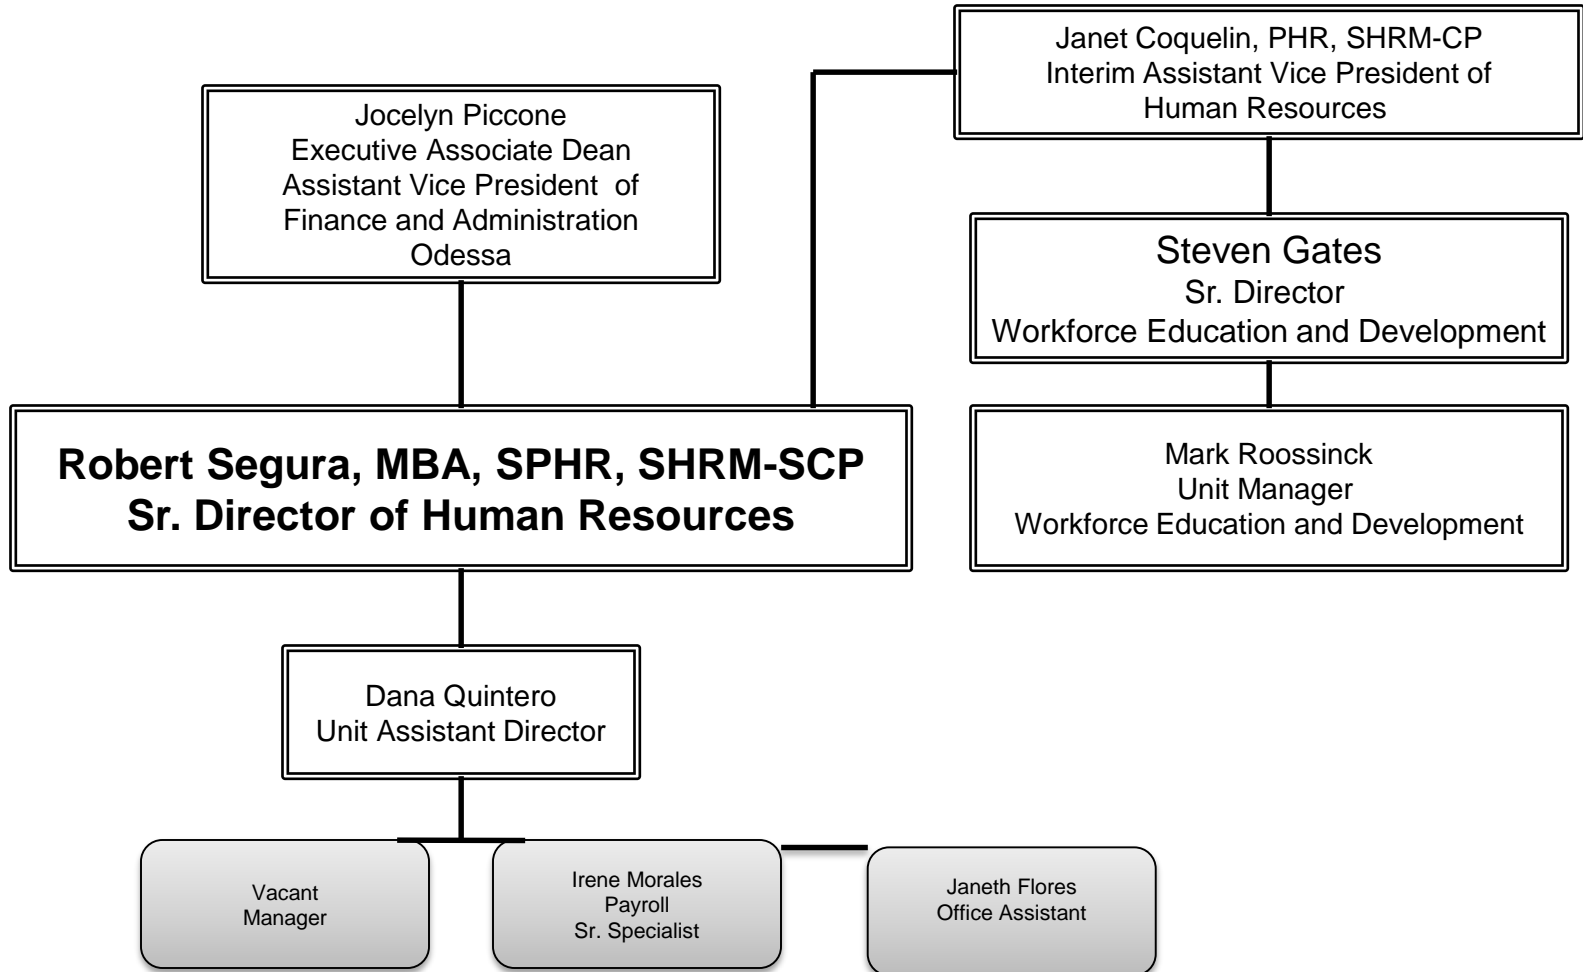 Janet Coquelin, PHR, SHRM-CP
Interim Assistant Vice President of
Human Resources
Jocelyn Piccone
Executive Associate Dean
Assistant Vice President  of
Finance and Administration
Odessa
Steven Gates
Sr. Director
Workforce Education and Development
Robert Segura, MBA, SPHR, SHRM-SCP
Sr. Director of Human Resources
Mark Roossinck
Unit Manager
Workforce Education and Development
Dana Quintero
Unit Assistant Director
Vacant
Manager
Irene Morales
Payroll
Sr. Specialist
Janeth Flores
Office Assistant